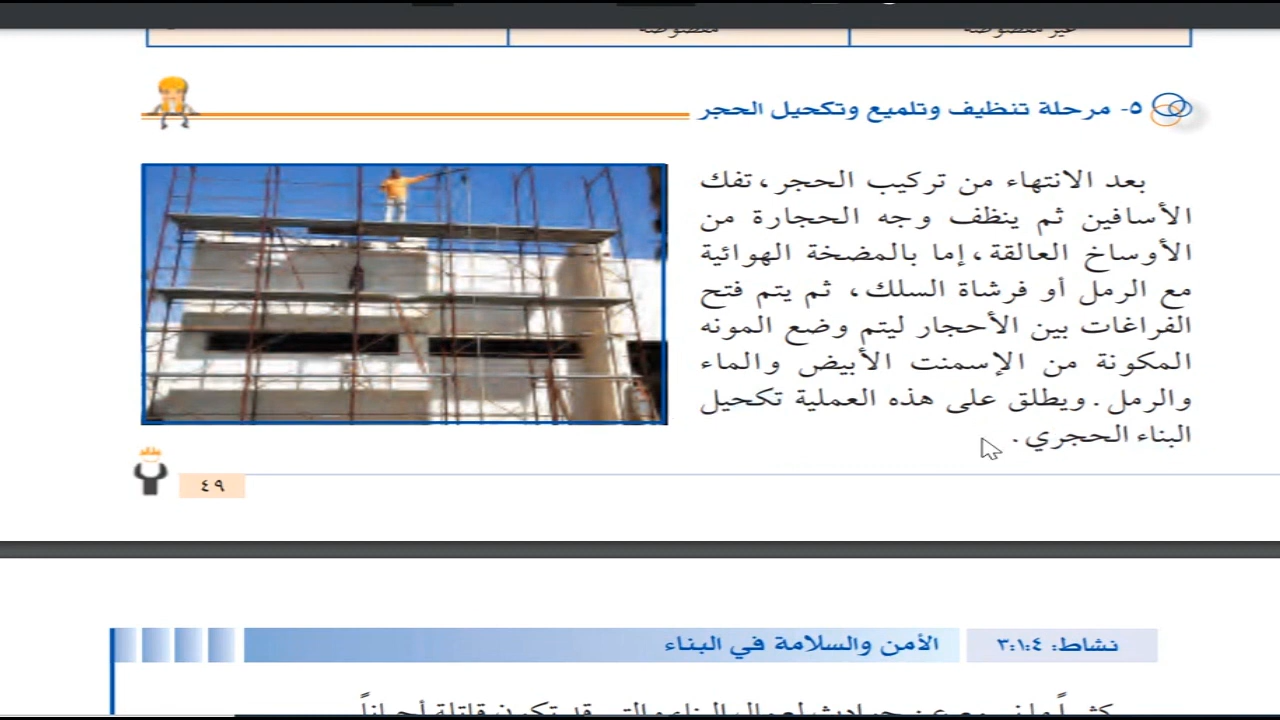 غير مغصوصة
مغصوصة
٥- مرحلة تنظيف وتلميع وتكحيل الحجر
بعد الانتهاء من تركيب الحجر، تفك
الأسافين ثم ينظف وجه الحجارة من
الأوساخ العالقة، إما بالمضخة الهوائية
مع الرمل أو فرشاة السلك، ثم يتم فتح
الفراغات بين الأحجار ليتم وضع المونه
المكونة من الإسمنت الأبيض والماء
والرمل. ويطلق على هذه العملية تكحيل
البناء الحجري.
٤٩
نشاط: ٣:١:٤
الأمن والسلامة في البناء